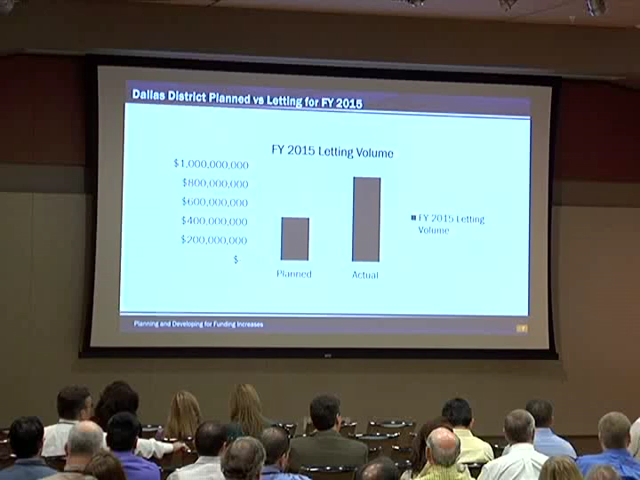 Dallas District Planned vs Letting for FY 2015
FY 2015 Letting Volume
$1,000,000,000
$800,000,000
$600,000,000
$400,000,000
$200,000,000
$
Planned
Actual
FY 2015 Letting
Volume
Planning and Developing for Funding Increases